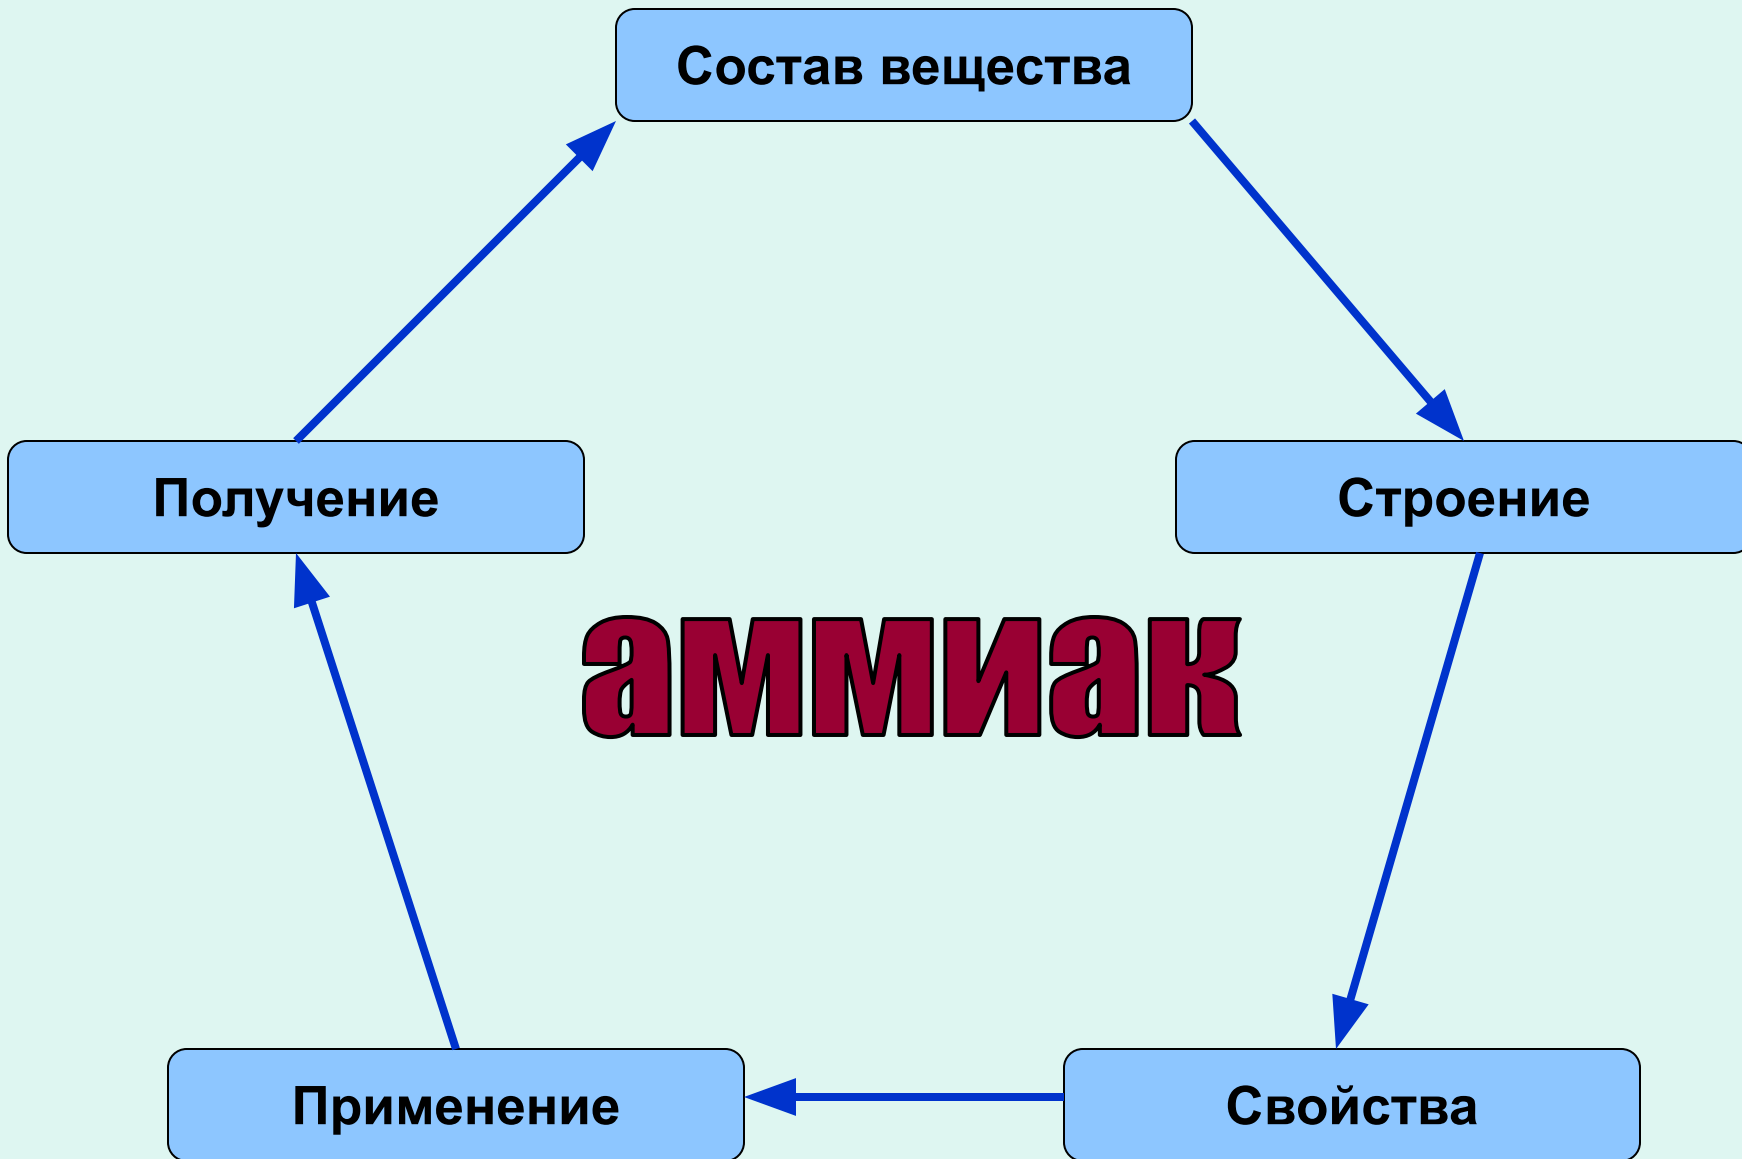 Состав вещества
Получение
Строение
аммиак
Применение
Свойства